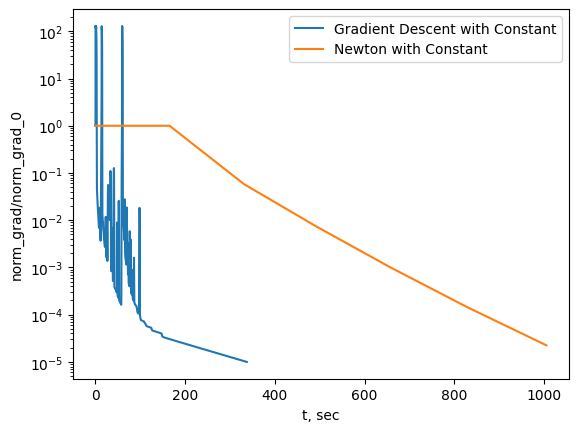 Gradient Descent with Constant
Newton with Constant
norm_grad/norm_grad_0
10²
10¹
10⁰
10⁻¹
10⁻²
10⁻³
10⁻⁴
10⁻⁵
0 200 400 600 800 1000
t, sec